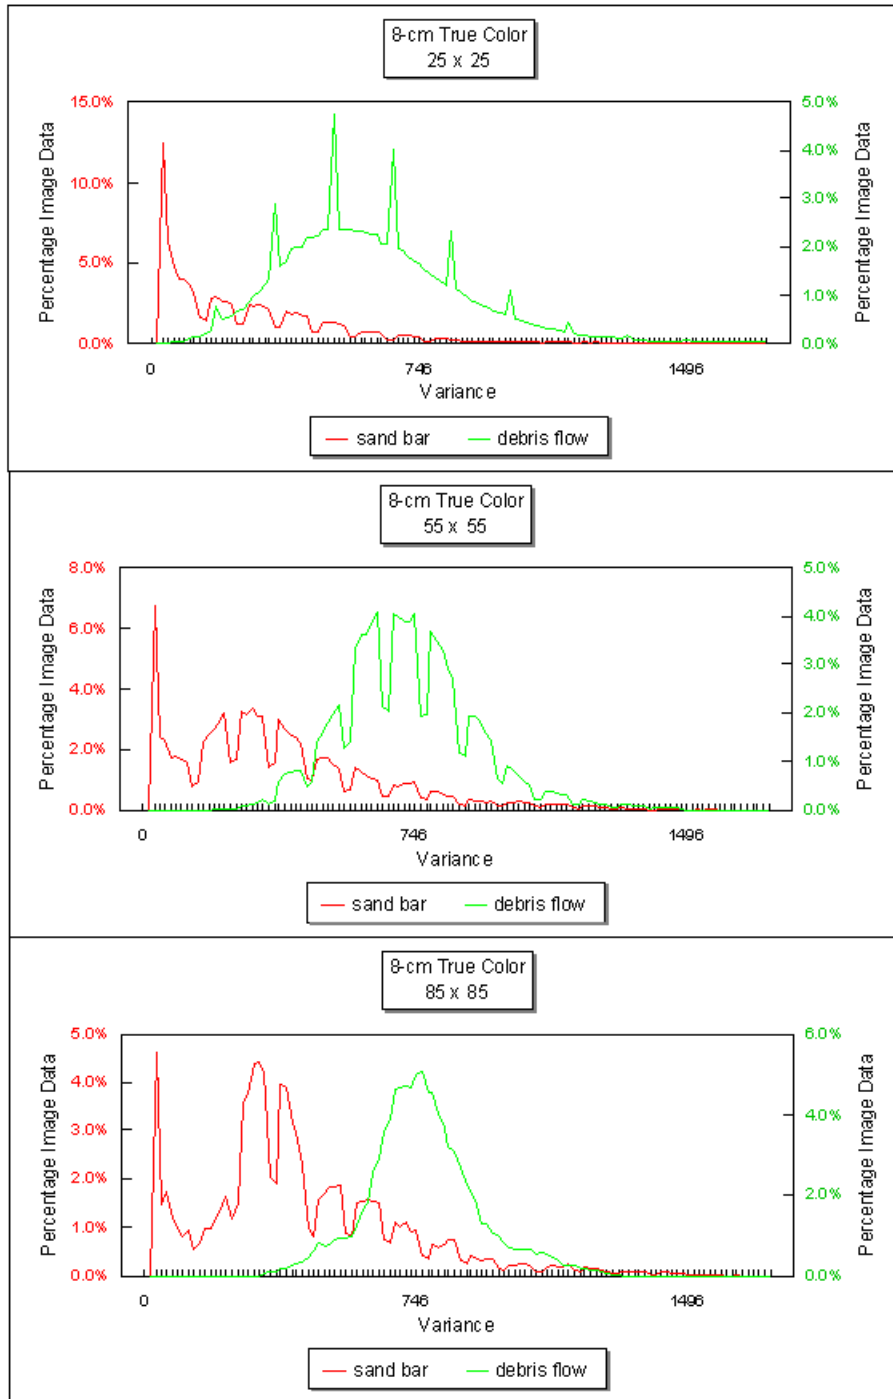 8-cm True Color
25 x 25
Percentage Image Data
15.0%
10.0%
5.0%
0.0%
5.0%
4.0%
3.0%
2.0%
1.0%
0.0%
Percentage Image Data
0 746 1496
Variance
sand bar debris flow
8-cm True Color
55 x 55
Percentage Image Data
8.0%
6.0%
4.0%
2.0%
0.0%
5.0%
4.0%
3.0%
2.0%
1.0%
0.0%
Percentage Image Data
0 746 1496
Variance
sand bar debris flow
8-cm True Color
85 x 85
Percentage Image Data
5.0%
4.0%
3.0%
2.0%
1.0%
0.0%
6.0%
4.0%
2.0%
0.0%
Percentage Image Data
0 746 1496
Variance
sand bar debris flow